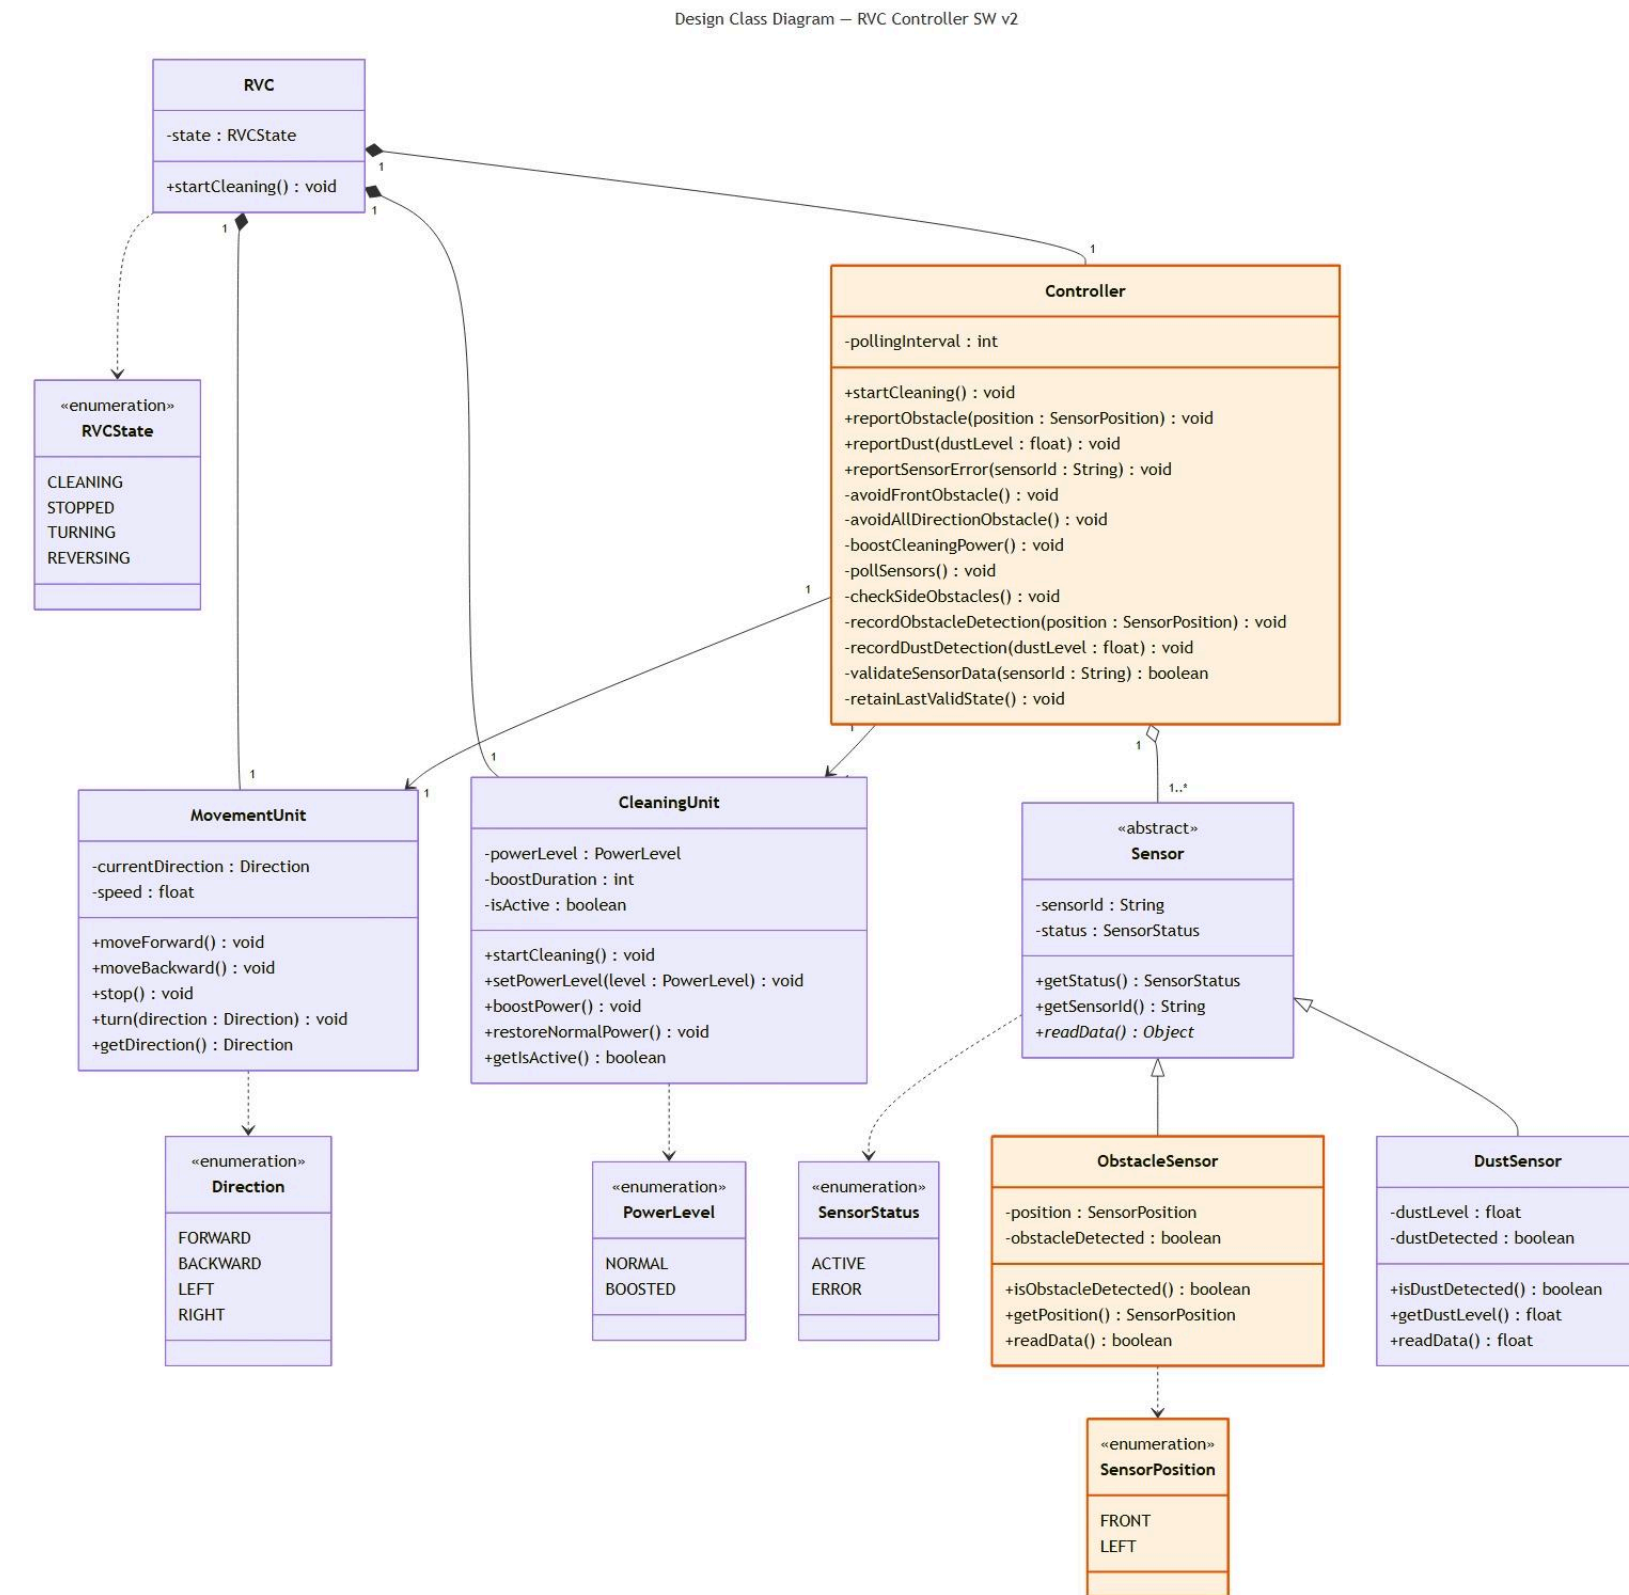 Design Class Diagram — RVC Controller SW v2
RVC
-state : RVCState
+startCleaning() : void
1
1
1
1
Controller
-pollingInterval : int
+startCleaning() : void
+reportObstacle(position : SensorPosition) : void
+reportDust(dustLevel : float) : void
+reportSensorError(sensorId : String) : void
-avoidFrontObstacle() : void
-avoidAllDirectionObstacle() : void
-boostCleaningPower() : void
-pollSensors() : void
-checkSideObstacles() : void
-recordObstacleDetection(position : SensorPosition) : void
-recordDustDetection(dustLevel : float) : void
-validateSensorData(sensorId : String) : boolean
-retainLastValidState() : void
«enumeration»
RVCState
CLEANING
STOPPED
TURNING
REVERSING
1
1
1
1..*
1
1
1
MovementUnit
-currentDirection : Direction
-speed : float
+moveForward() : void
+moveBackward() : void
+stop() : void
+turn(direction : Direction) : void
+getDirection() : Direction
CleaningUnit
-powerLevel : PowerLevel
-boostDuration : int
-isActive : boolean
+startCleaning() : void
+setPowerLevel(level : PowerLevel) : void
+boostPower() : void
+restoreNormalPower() : void
+getIsActive() : boolean
«abstract»
Sensor
-sensorId : String
-status : SensorStatus
+getStatus() : SensorStatus
+getSensorId() : String
+readData() : Object
«enumeration»
Direction
FORWARD
BACKWARD
LEFT
RIGHT
«enumeration»
PowerLevel
NORMAL
BOOSTED
«enumeration»
SensorStatus
ACTIVE
ERROR
ObstacleSensor
-position : SensorPosition
-obstacleDetected : boolean
+isObstacleDetected() : boolean
+getPosition() : SensorPosition
+readData() : boolean
DustSensor
-dustLevel : float
-dustDetected : boolean
+isDustDetected() : boolean
+getDustLevel() : float
+readData() : float
«enumeration»
SensorPosition
FRONT
LEFT